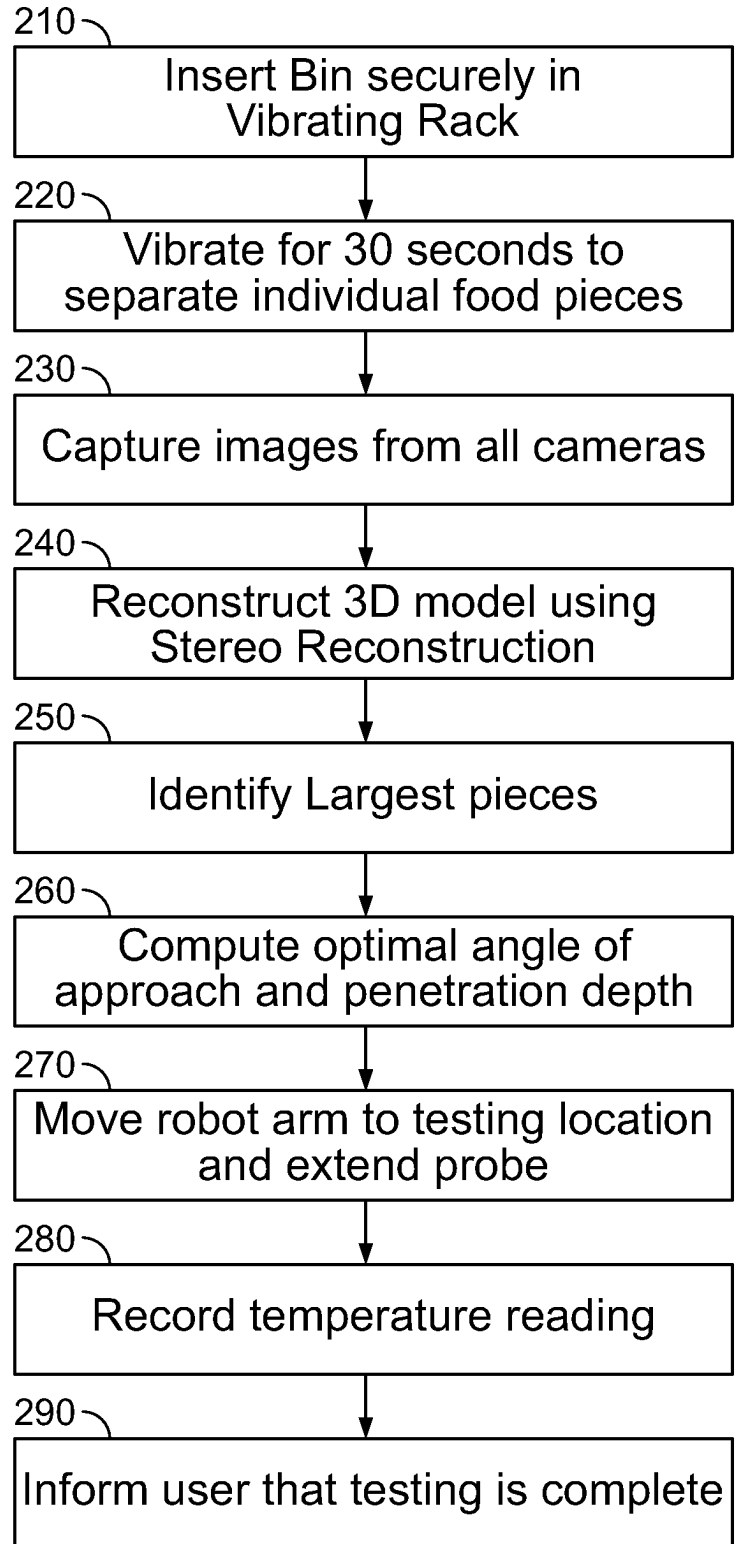 210
Insert Bin securely in
Vibrating Rack
220
Vibrate for 30 seconds to
separate individual food pieces
230
Capture images from all cameras
240
Reconstruct 3D model using
Stereo Reconstruction
250
Identify Largest pieces
260
Compute optimal angle of
approach and penetration depth
270
Move robot arm to testing location
and extend probe
280
Record temperature reading
290
Inform user that testing is complete